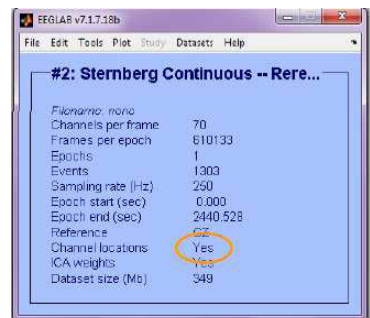 EEGLAB v7.1.7.18b
File Edit Tools Plot Study Datasets Help
#2: Sternberg Continuous -- Rere...
Filename: none
Channels per frame 70
Frames per epoch 610133
Epochs 1
Events 1303
Sampling rate (Hz) 250
Epoch start (sec) 0.000
Epoch end (sec) 2440.528
Reference CZ
Channel locations Yes
ICA weights Yes
Dataset size (Mb) 349